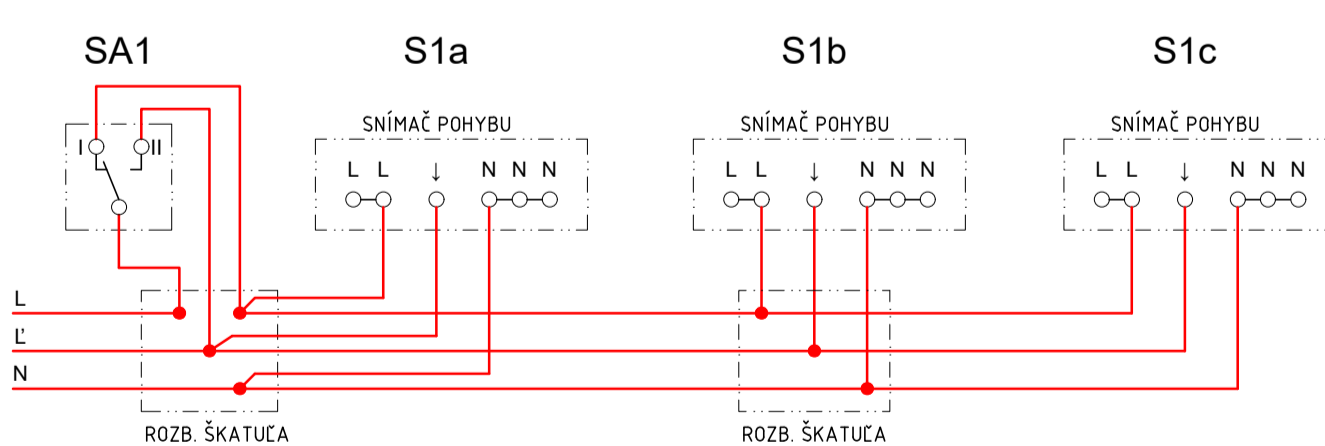 SA1 S1a S1b S1c
SNÍMAČ POHYBU SNÍMAČ POHYBU SNÍMAČ POHYBU
I II
L L ↓ N N N L L ↓ N N N L L ↓ N N N
L
Ľ
N
ROZB. ŠKATUĽA ROZB. ŠKATUĽA